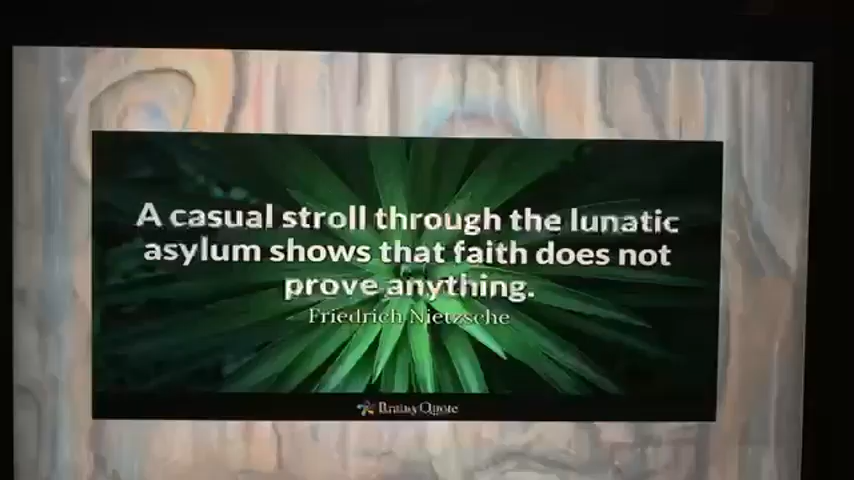 A casual stroll through the lunatic
asylum shows that faith does not
prove anything.
Friedrich Nietzsche
BrainyQuote